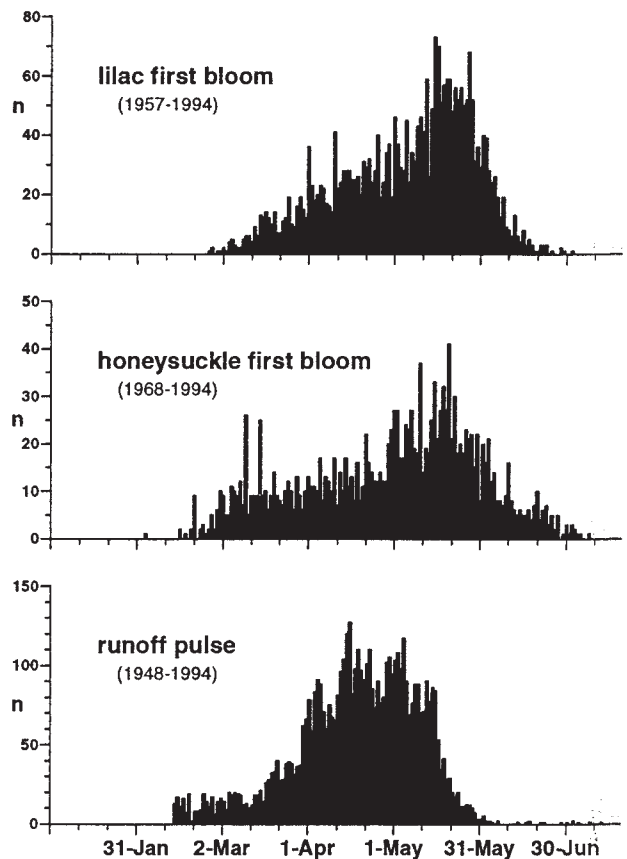 80
60
40
20
0
n
lilac first bloom
(1957-1994)
50
40
30
20
10
0
n
honeysuckle first bloom
(1968-1994)
150
100
50
0
n
runoff pulse
(1948-1994)
31-Jan 2-Mar 1-Apr 1-May 31-May 30-Jun